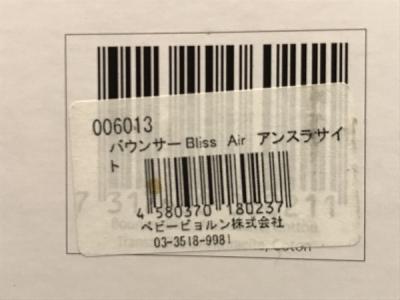 006013
バウンサー Bliss Air アンスラサイ
ト
4 580370 180237
ベビービョルン株式会社
03-3518-9981